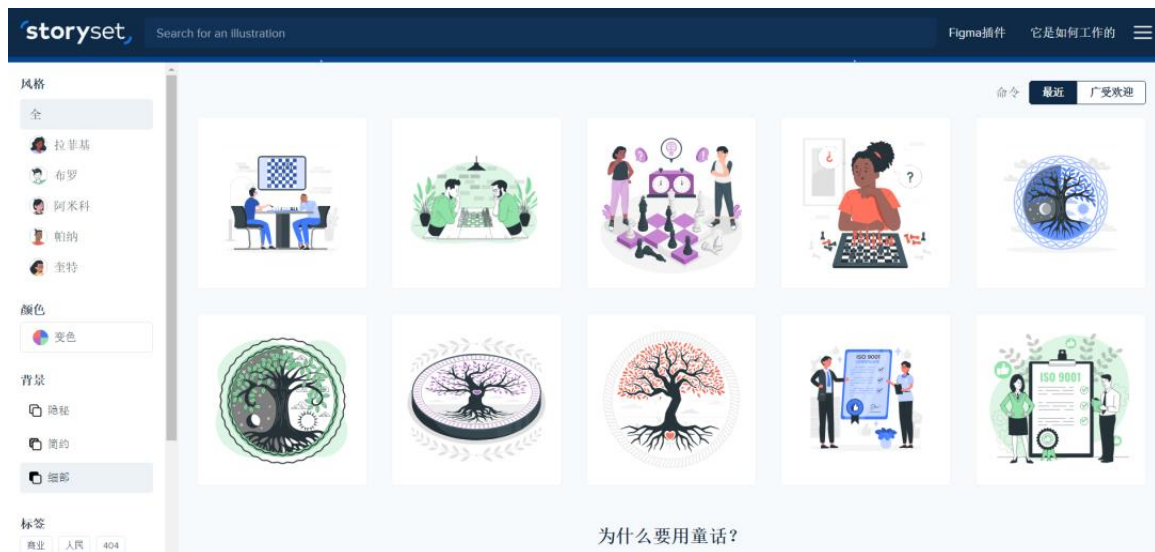 storyset
Search for an illustration
Figma插件
它是如何工作的
风格
全
拉菲基
布罗
阿米科
帕纳
奎特
颜色
变色
背景
隐秘
简约
细部
标签
商业 人民 404
命令 最近 广受欢迎
?
ISO 9001
ISO 9001
为什么要用童话?